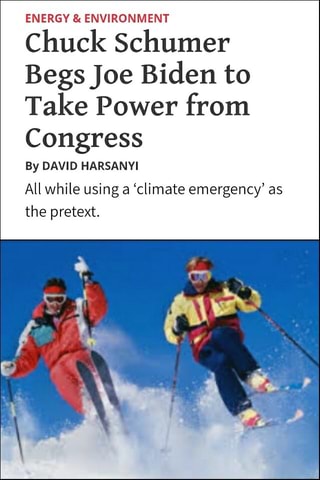 ENERGY & ENVIRONMENT
Chuck Schumer
Begs Joe Biden to
Take Power from
Congress
By DAVID HARSANYI
All while using a ‘climate emergency’ as
the pretext.